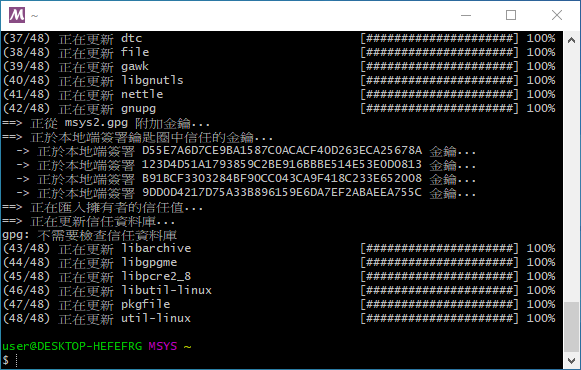 M ~
(37/48) 正在更新 dtc [#####################] 100%
(38/48) 正在更新 file [#####################] 100%
(39/48) 正在更新 gawk [#####################] 100%
(40/48) 正在更新 libgnutls [#####################] 100%
(41/48) 正在更新 nettle [#####################] 100%
(42/48) 正在更新 gnupg [#####################] 100%
==> 正從 msys2.gpg 附加金鑰...
==> 正於本地端簽署鑰匙圈中信任的金鑰...
  -> 正於本地端簽署 D55E7A6D7CE9BA1587C0ACACF40D263ECA25678A 金鑰...
  -> 正於本地端簽署 123D4D51A1793859C2BE916BBBE514E53E0D0813 金鑰...
  -> 正於本地端簽署 B91BCF3303284BF90CC043CA9F418C233E652008 金鑰...
  -> 正於本地端簽署 9DD0D4217D75A33B896159E6DA7EF2ABAEEA755C 金鑰...
==> 正在匯入擁有者的信任值...
==> 正在更新信任資料庫...
gpg: 不需要檢查信任資料庫
(43/48) 正在更新 libarchive [#####################] 100%
(44/48) 正在更新 libgpgme [#####################] 100%
(45/48) 正在更新 libpcre2_8 [#####################] 100%
(46/48) 正在更新 libutil-linux [#####################] 100%
(47/48) 正在更新 pkgfile [#####################] 100%
(48/48) 正在更新 util-linux [#####################] 100%
user@DESKTOP-HEFEFRG MSYS ~
$